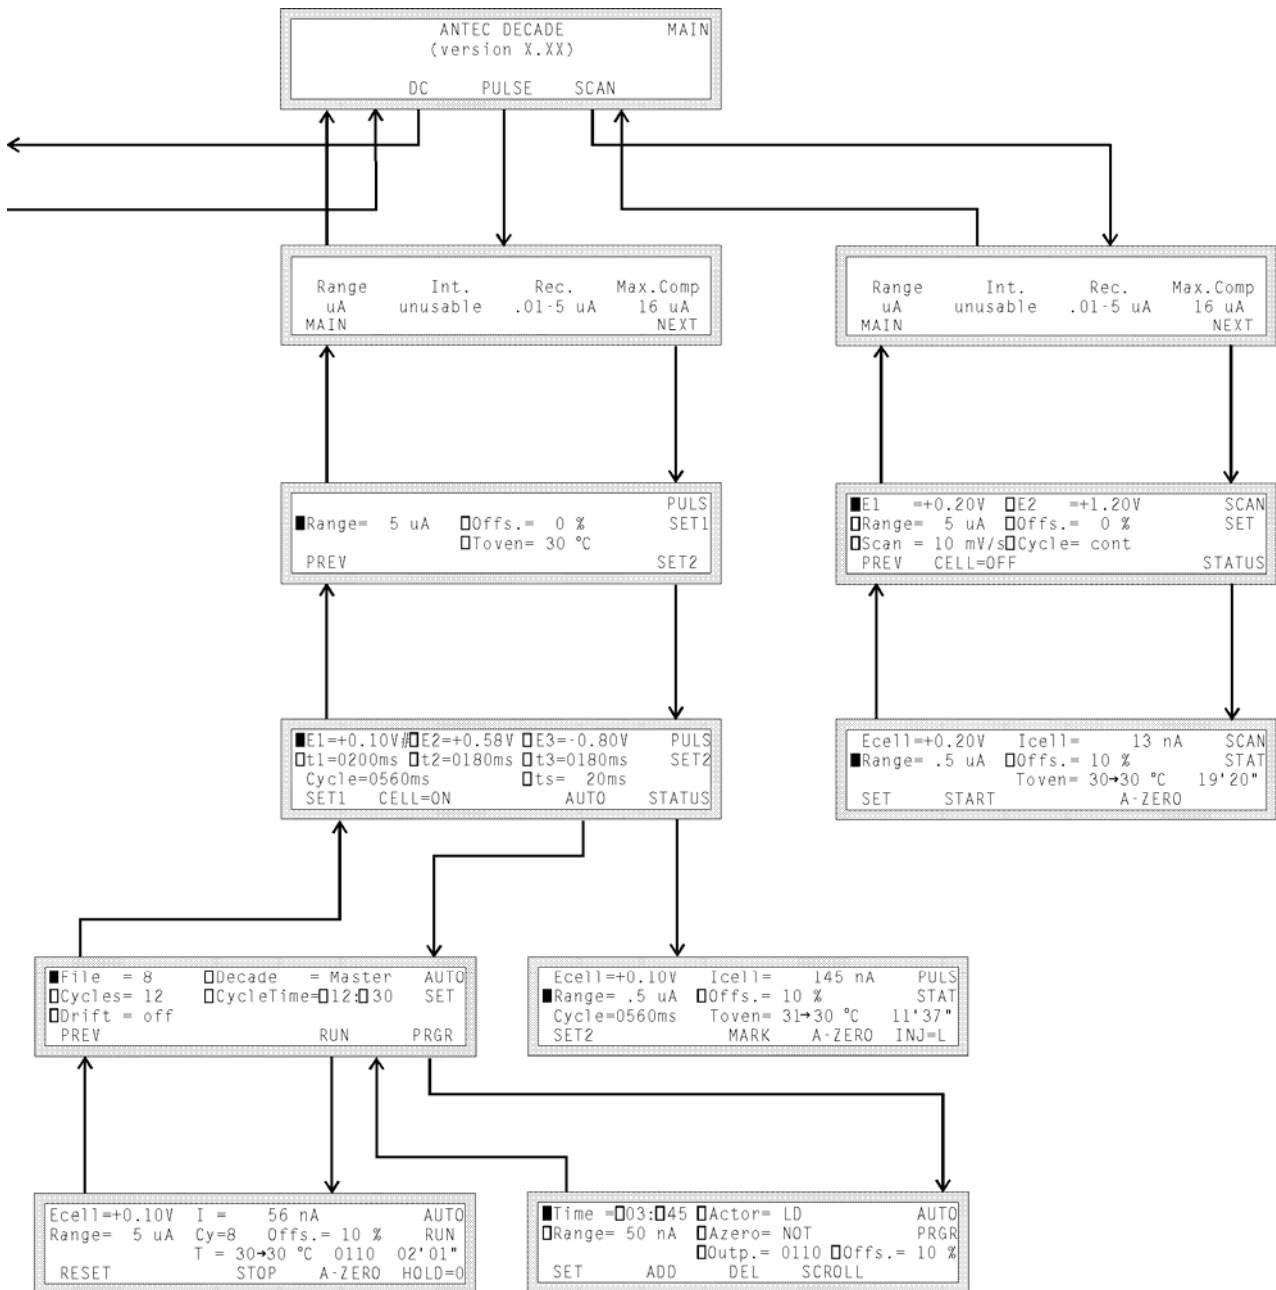 ANTEC DECADE MAIN
(version X.XX)
DC PULSE SCAN
Range Int. Rec. Max.Comp
uA unusable .01-5 uA 16 uA
MAIN NEXT
Range Int. Rec. Max.Comp
uA unusable .01-5 uA 16 uA
MAIN NEXT
PULS
Range= 5 uA Offs.= 0 % SET1
Toven= 30 °C
PREV SET2
E1 =+0.20V E2 =+1.20V SCAN
Range= 5 uA Offs.= 0 % SET
Scan = 10 mV/s Cycle= cont
PREV CELL=OFF STATUS
E1=+0.10V# E2=+0.58V E3=-0.80V PULS
t1=0200ms t2=0180ms t3=0180ms SET2
Cycle=0560ms ts= 20ms
SET1 CELL=ON AUTO STATUS
Ecell=+0.20V Icell= 13 nA SCAN
Range= .5 uA Offs.= 10 % STAT
Toven= 30→30 °C 19'20"
SET START A-ZERO
File = 8 Decade = Master AUTO
Cycles= 12 CycleTime= 12: 30 SET
Drift = off
PREV RUN PRGR
Ecell=+0.10V Icell= 145 nA PULS
Range= .5 uA Offs.= 10 % STAT
Cycle=0560ms Toven= 31→30 °C 11'37"
SET2 MARK A-ZERO INJ=L
Ecell=+0.10V I = 56 nA AUTO
Range= 5 uA Cy=8 Offs.= 10 % RUN
T = 30→30 °C 0110 02'01"
RESET STOP A-ZERO HOLD=0
Time = 03: 45 Actor= LD AUTO
Range= 50 nA Azero= NOT PRGR
Outp.= 0110 Offs.= 10 %
SET ADD DEL SCROLL